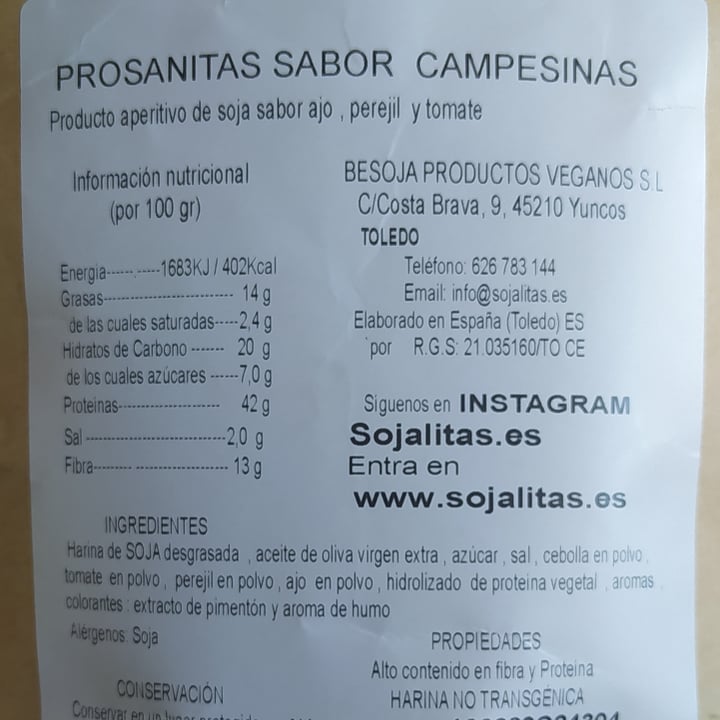 PROSANITAS SABOR CAMPESINAS
Producto aperitivo de soja sabor ajo , perejil y tomate
Información nutricional
(por 100 gr)
Energia-----------1683KJ / 402Kcal
Grasas-------------------------- 14 g
de las cuales saturadas-----2,4 g
Hidratos de Carbono ------- 20 g
de los cuales azúcares ------7,0 g
Proteinas-------------------- 42 g
Sal ---------------------------2,0 g
Fibra-------- ----------------- 13 g
BESOJA PRODUCTOS VEGANOS S L
C/Costa Brava, 9, 45210 Yuncos
TOLEDO
Teléfono: 626 783 144
Email: info@sojalitas.es
Elaborado en España (Toledo) ES
por R.G.S: 21.035160/TO CE
Siguenos en INSTAGRAM
Sojalitas.es
Entra en
www.sojalitas.es
INGREDIENTES
Harina de SOJA desgrasada , aceite de oliva virgen extra , azúcar , sal , cebolla en polvo ,
tomate en polvo , perejil en polvo , ajo en polvo , hidrolizado de proteina vegetal , aromas
colorantes : extracto de pimentón y aroma de humo
Alérgenos: Soja
PROPIEDADES
Alto contenido en fibra y Proteina
HARINA NO TRANSGÉNICA
CONSERVACIÓN
Conservar en un lugar